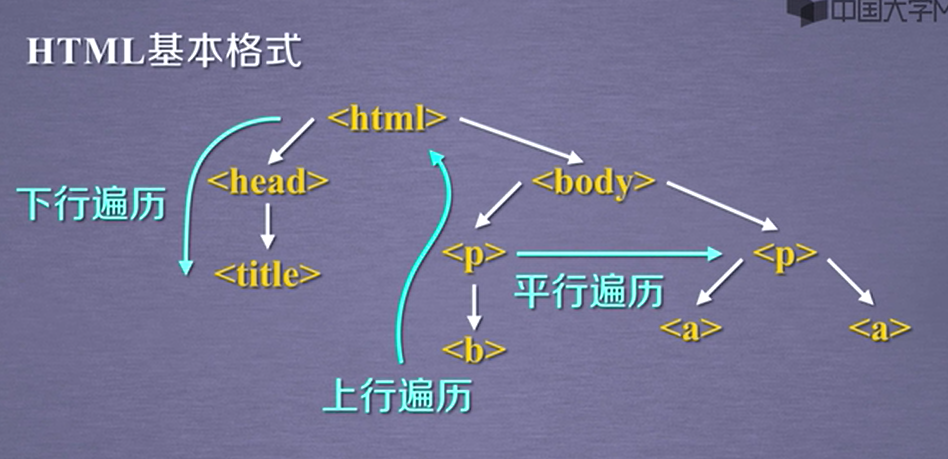 中国大学M
HTML基本格式
<html>
<head>
<body>
下行遍历
<p>
<p>
<title>
平行遍历
<a>
<a>
<b>
上行遍历